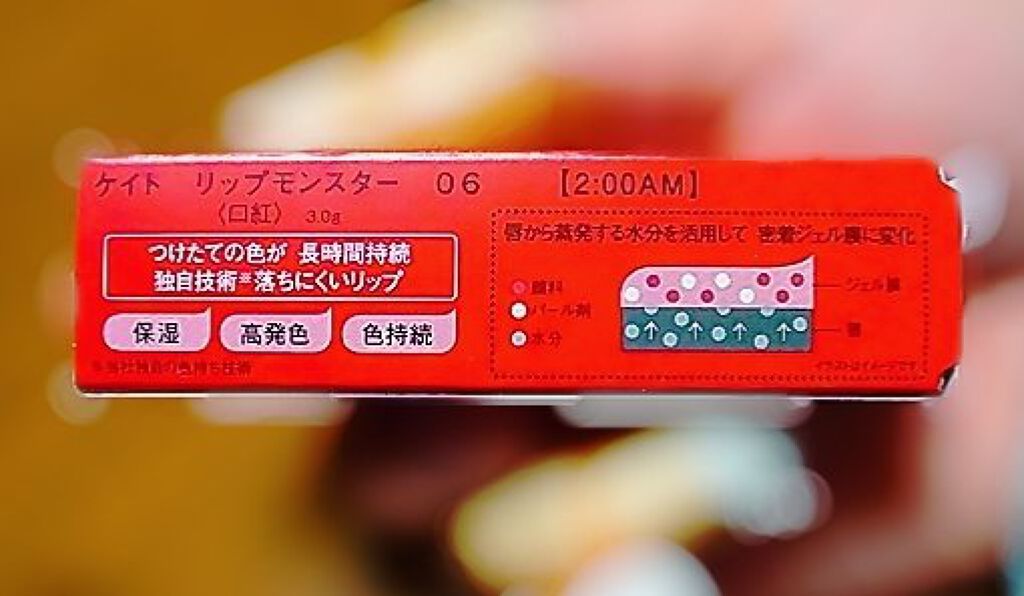 ケイト リップモンスター 06 【2:00AM】
〈口紅〉 3.0g
つけたての色が 長時間持続
独自技術※落ちにくいリップ
保湿 高発色 色持続
※当社独自の色持ち技術
唇から蒸発する水分を活用して 密着ジェル膜に変化
顔料
パール剤
水分
ジェル膜
唇
イラストはイメージです